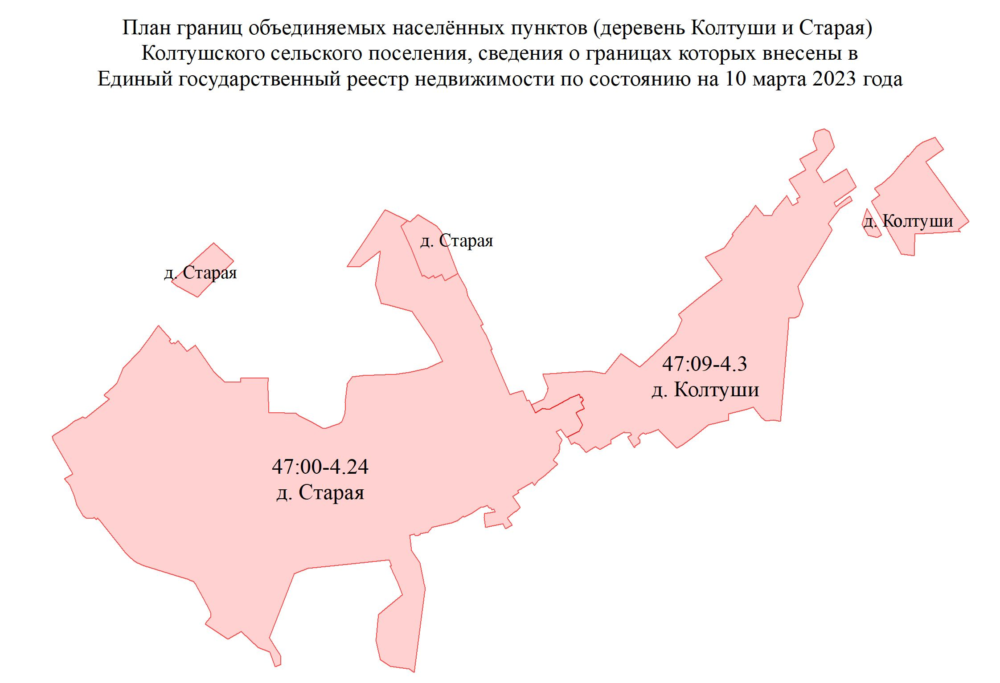 План границ объединяемых населённых пунктов (деревень Колтуши и Старая)
Колтушского сельского поселения, сведения о границах которых внесены в
Единый государственный реестр недвижимости по состоянию на 10 марта 2023 года
д. Колтуши
д. Старая
д. Старая
47:09-4.3
д. Колтуши
47:00-4.24
д. Старая